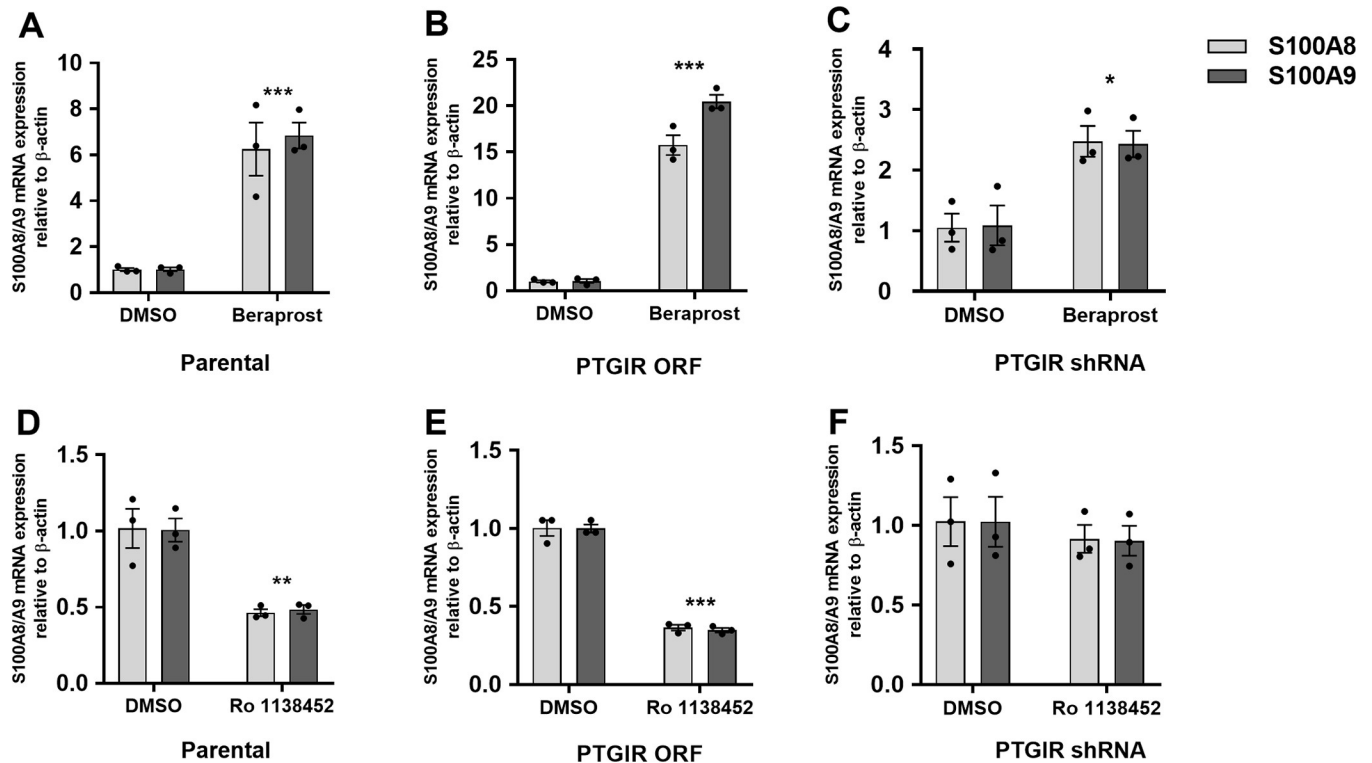 A
S100A8/A9 mRNA expression
relative to β-actin
10
8
6
4
2
0
***
DMSO
Beraprost
Parental
B
S100A8/A9 mRNA expression
relative to β-actin
25
20
15
10
5
0
***
DMSO
Beraprost
PTGIR ORF
C
S100A8/A9 mRNA expression
relative to β-actin
4
3
2
1
0
*
DMSO
Beraprost
PTGIR shRNA
S100A8
S100A9
D
S100A8/A9 mRNA expression
relative to β-actin
1.5
1.0
0.5
0.0
**
DMSO
Ro 1138452
Parental
E
S100A8/A9 mRNA expression
relative to β-actin
1.5
1.0
0.5
0.0
***
DMSO
Ro 1138452
PTGIR ORF
F
S100A8/A9 mRNA expression
relative to β-actin
1.5
1.0
0.5
0.0
DMSO
Ro 1138452
PTGIR shRNA